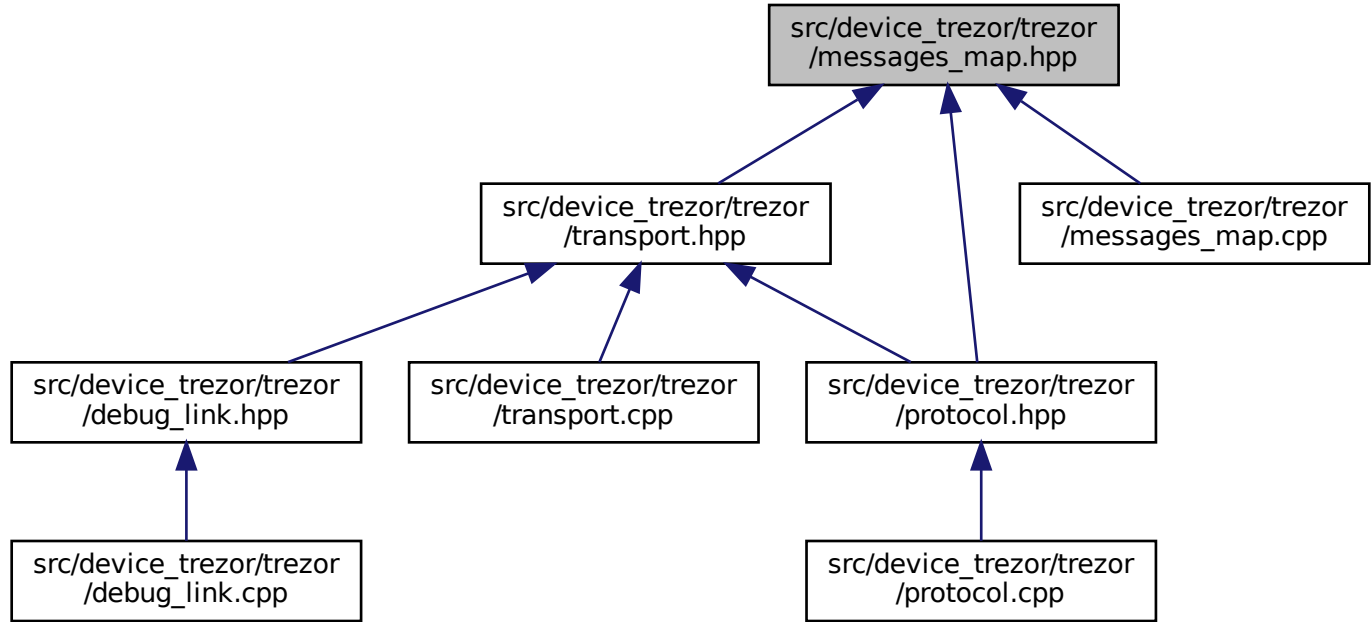 src/device_trezor/trezor
/messages_map.hpp
src/device_trezor/trezor
/transport.hpp
src/device_trezor/trezor
/messages_map.cpp
src/device_trezor/trezor
/debug_link.hpp
src/device_trezor/trezor
/transport.cpp
src/device_trezor/trezor
/protocol.hpp
src/device_trezor/trezor
/debug_link.cpp
src/device_trezor/trezor
/protocol.cpp